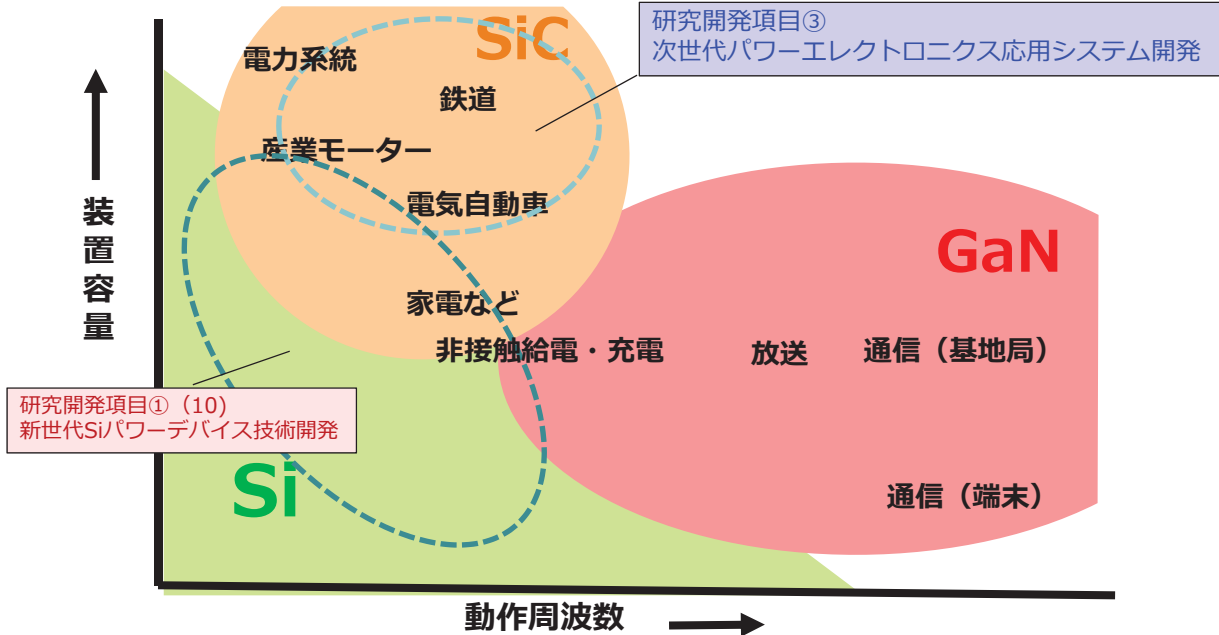 研究開発項目③
次世代パワーエレクトロニクス応用システム開発
SiC
電力系統
鉄道
産業モーター
電気自動車
装置容量
GaN
家電など
非接触給電・充電
放送
通信（基地局）
研究開発項目①（10）
新世代Siパワーデバイス技術開発
Si
通信（端末）
動作周波数